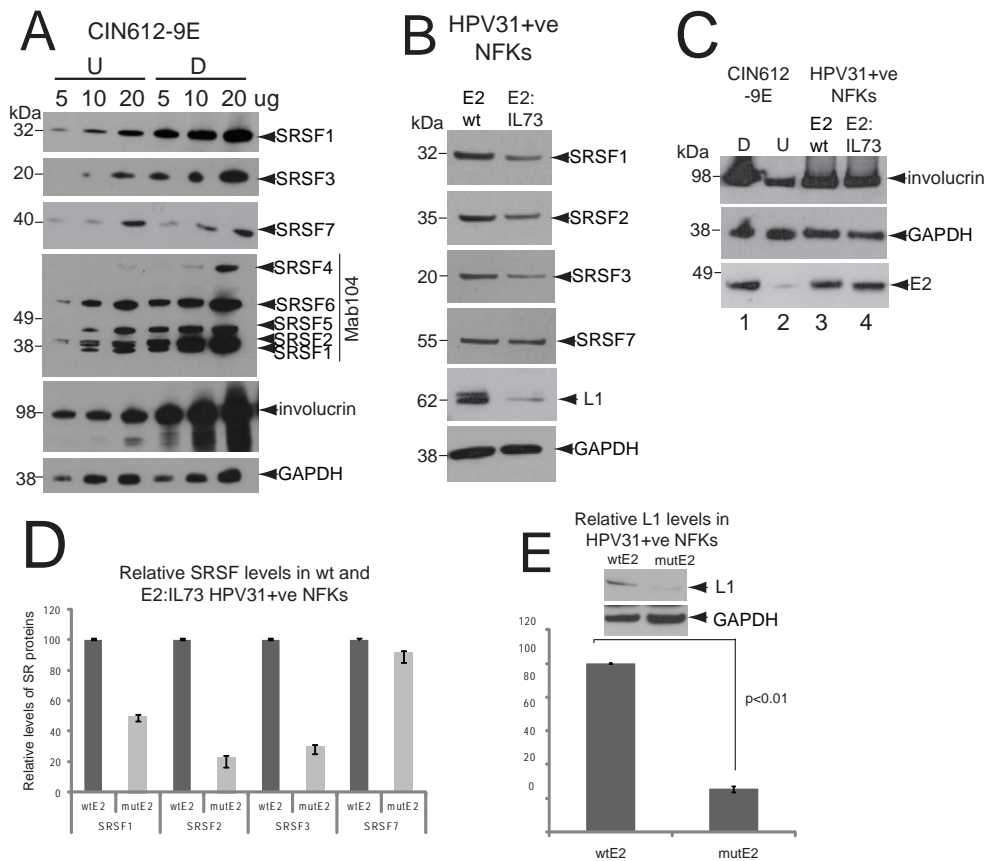 A
CIN612-9E
U D
5 10 20 5 10 20 ug
kDa
32
SRSF1
20
SRSF3
40
SRSF7
SRSF4
SRSF6
49
SRSF5
SRSF2
38
SRSF1
Mab104
98
involucrin
38
GAPDH
B
HPV31+ve
NFKs
E2 E2:
wt IL73
kDa
32
SRSF1
35
SRSF2
20
SRSF3
55
SRSF7
62
L1
38
GAPDH
C
CIN612 HPV31+ve
-9E NFKs
E2 E2:
D U wt IL73
kDa
98
involucrin
38
GAPDH
49
E2
1 2 3 4
D
Relative SRSF levels in wt and
E2:IL73 HPV31+ve NFKs
Relative levels of SR proteins
120
100
80
60
40
20
0
wtE2 mutE2 wtE2 mutE2 wtE2 mutE2 wtE2 mutE2
SRSF1 SRSF2 SRSF3 SRSF7
E
Relative L1 levels in
HPV31+ve NFKs
wtE2 mutE2
L1
GAPDH
120
100
80
60
40
20
0
p<0.01
wtE2 mutE2